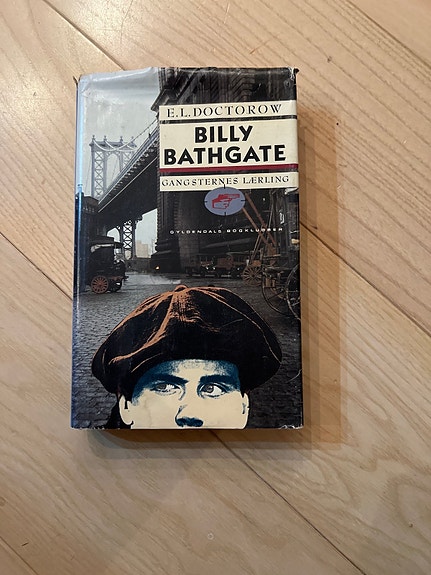 E.L. DOCTOROW
BILLY
BATHGATE
GANGSTERNES LÆRLING
GYLDENDALS BOGKLUBBER